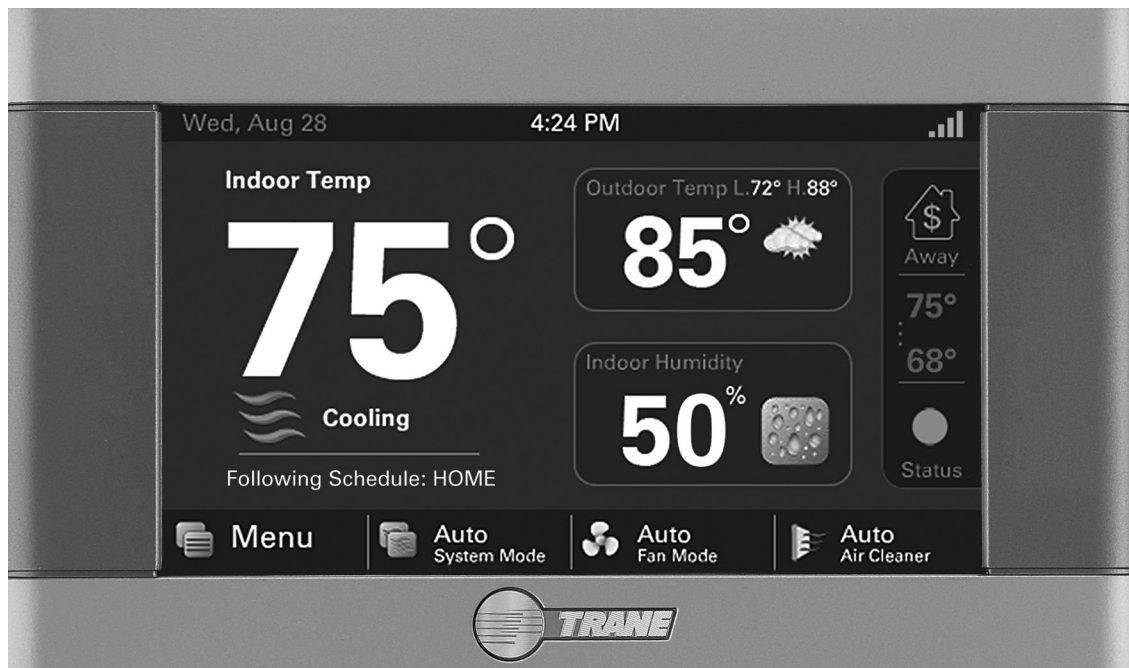 Wed, Aug 28 4:24 PM
Indoor Temp
75°
Cooling
Following Schedule: HOME
Outdoor Temp L.72° H.88°
85°
Indoor Humidity
50%
$
Away
75°
68°
Status
Menu
Auto
System Mode
Auto
Fan Mode
Auto
Air Cleaner
TRANE